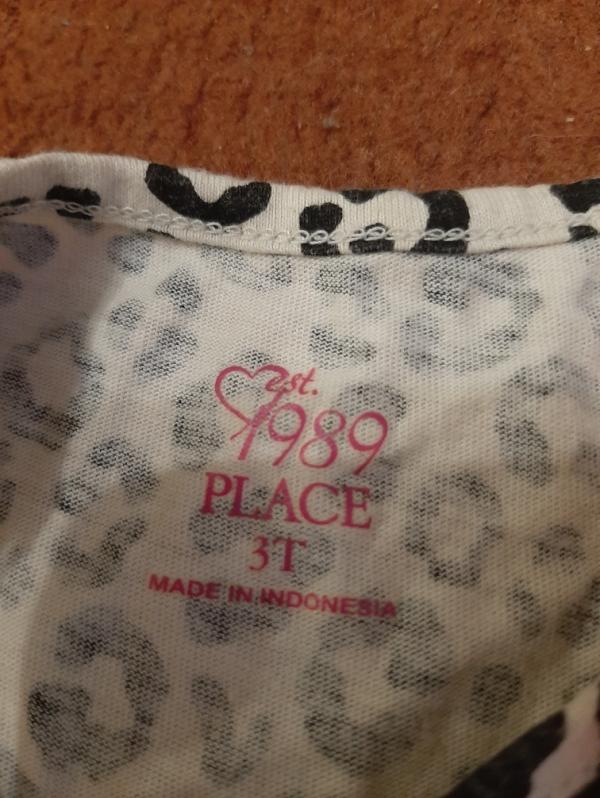 est.
1989
PLACE
3T
MADE IN INDONESIA